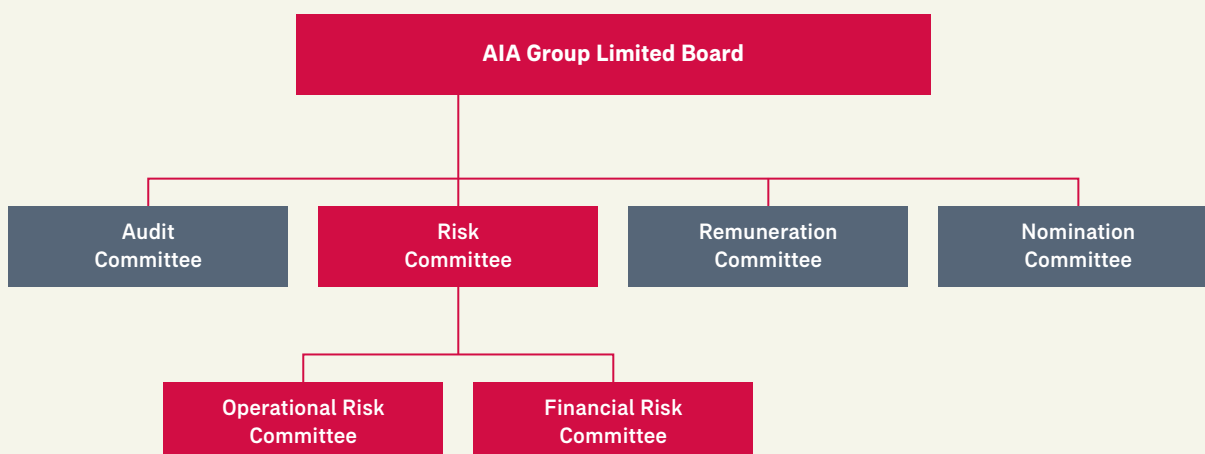 AIA Group Limited Board
Audit
Committee
Risk
Committee
Remuneration
Committee
Nomination
Committee
Operational Risk
Committee
Financial Risk
Committee